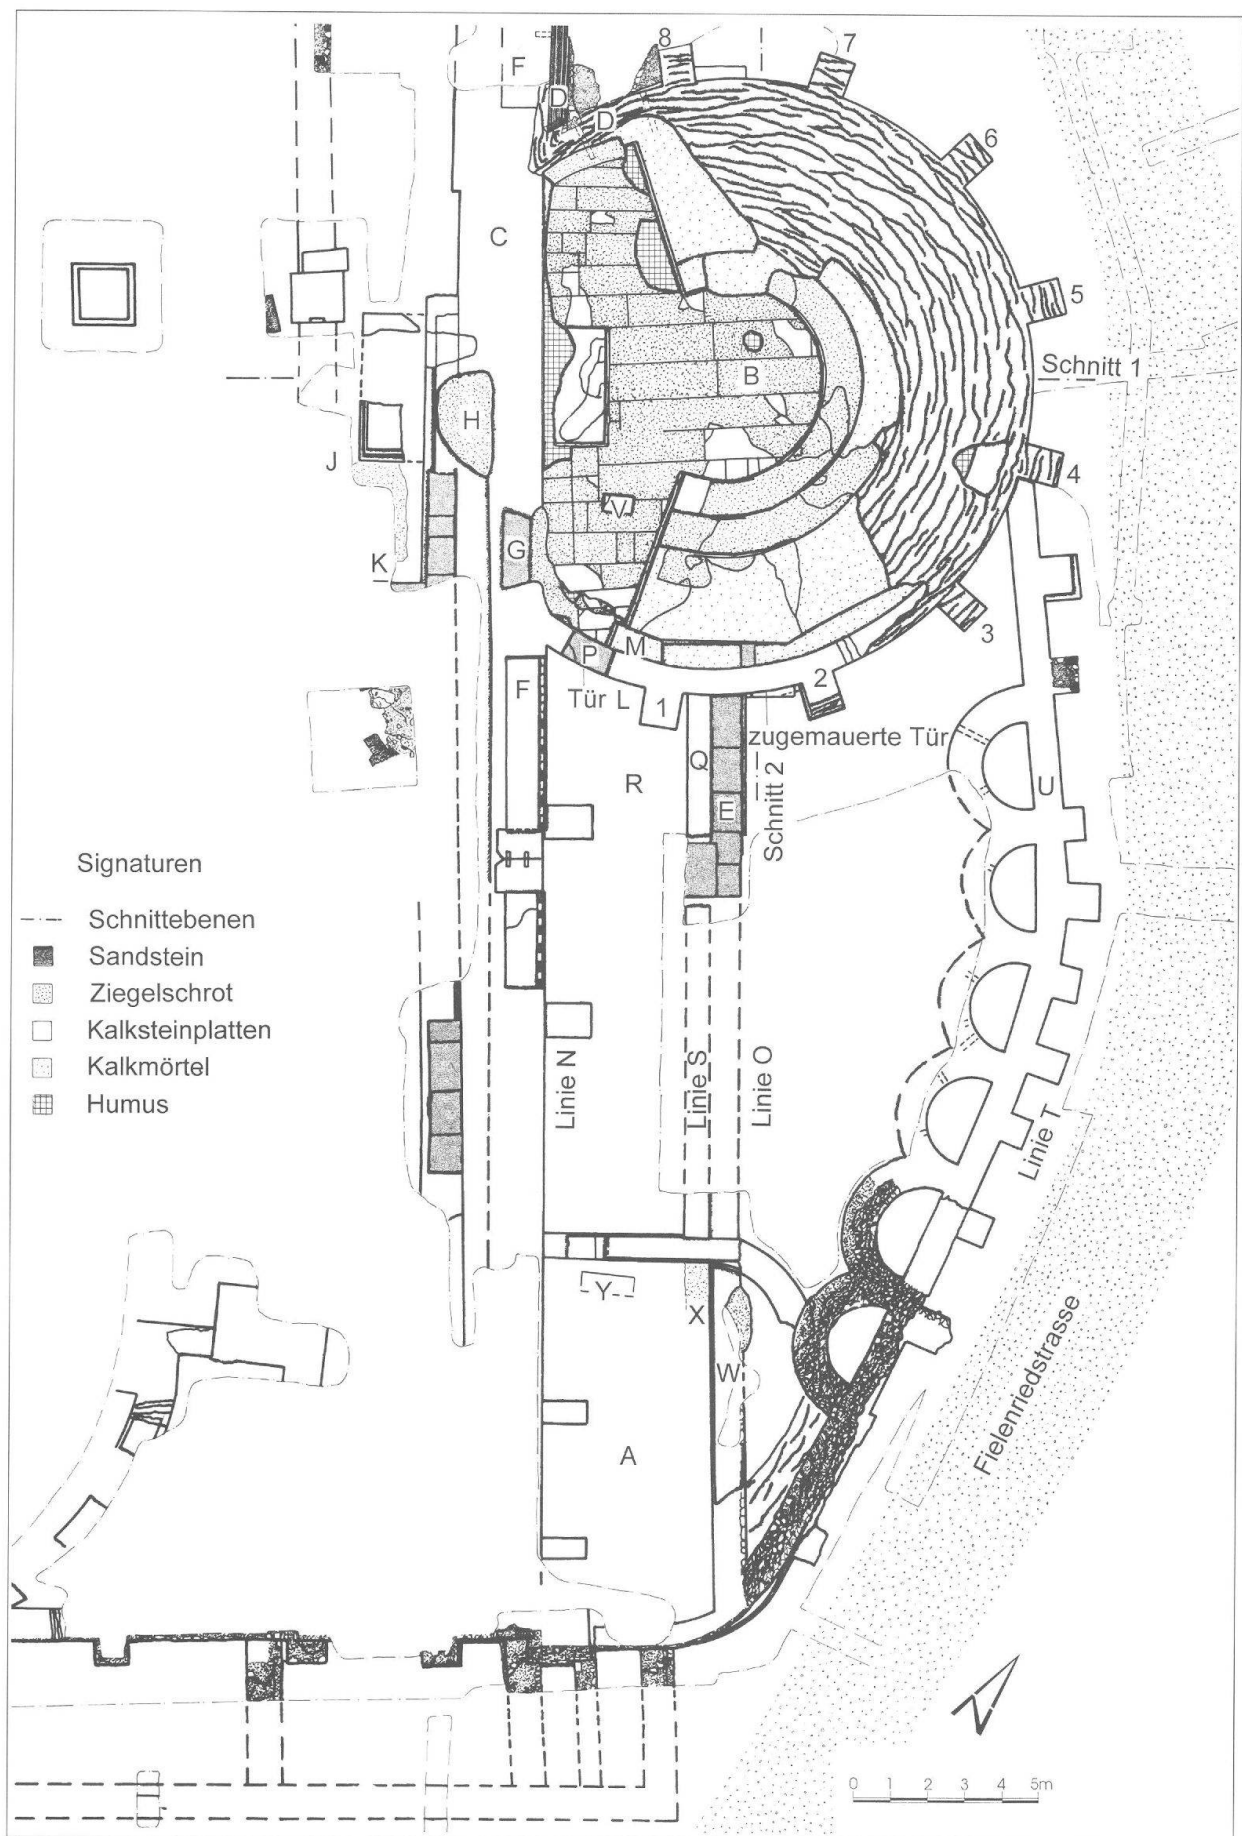 8
7
F
D
D
6
C
5
B
Schnitt 1
H
J
4
V
G
K
3
P
M
2
F
Tür L
1
zugemauerte Tür
Q
R
U
E
Schnitt 2
Signaturen
Schnittebenen
Sandstein
Ziegelschrot
Kalksteinplatten
Kalkmörtel
Humus
Linie N
Linie S
Linie O
Linie T
Y
X
W
A
Fielenriedstrasse
0 1 2 3 4 5m